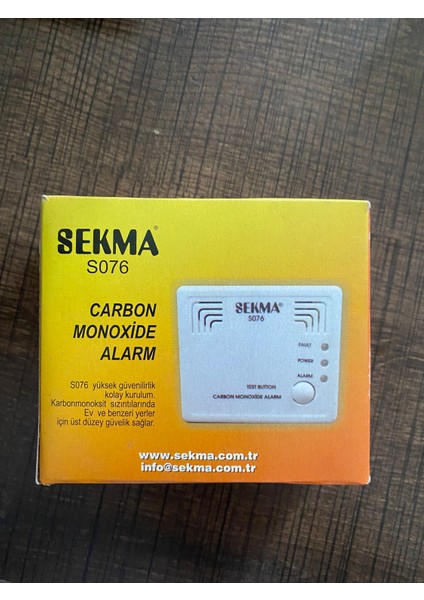 SEKMA®
S076
CARBON
MONOXİDE
ALARM
S076 yüksek güvenilirlik
kolay kurulum.
Karbonmonoksit sızıntılarında
Ev ve benzeri yerler
için üst düzey güvelik sağlar.
SEKMA®
S076
FAULT
POWER
ALARM
TEST BUTTON
CARBON MONOXİDE ALARM
www.sekma.com.tr
info@sekma.com.tr